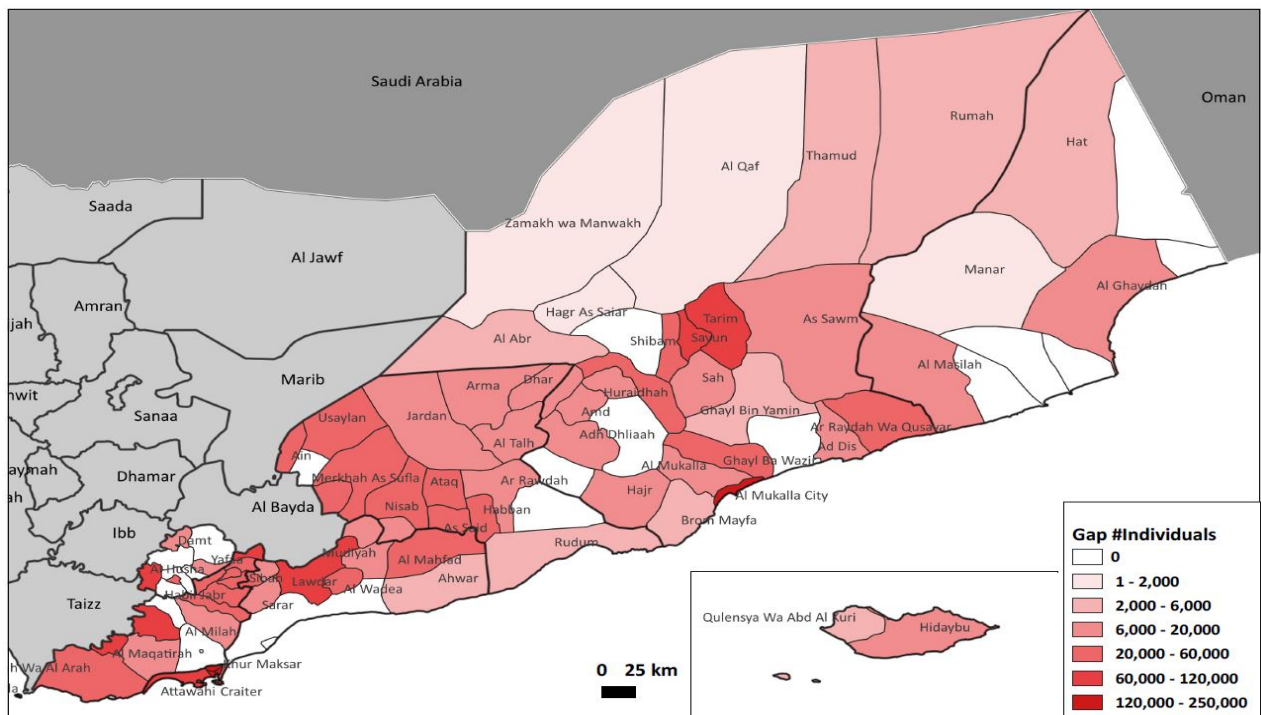 Saudi Arabia
Oman
Rumah
Hat
Thamud
Al Qaf
Saada
Zamakh wa Manwakh
Al Jawf
Manar
Amran
Al Ghaydah
jah
Hagr As Saiar
Tarim
As Sawm
Sayun
Shibam
Al Abr
Al Masilah
Marib
Dhar
Sah
Arma
Huraidhah
nwit
Sanaa
Amd
Ghayl Bin Yamin
Usaylan
Jardan
Ar Raydah Wa Qusayar
Adh Dhliaah
Al Talh
Ad Dis
Ain
Ghayl Ba Wazir
aymah
Dhamar
Merkhah As Sufla
Ataq
Ar Rawdah
Al Mukalla
Hajr
Al Mukalla City
Al Bayda
Nisab
Habban
Brom Mayfa
Ibb
As Said
Damt
Rudum
Mudiyah
Yafaa
Al Mahfad
Al Husha
Sibah
Lawdar
Ahwar
Al Wadea
Habil Jabr
Taizz
Sarar
Al Milah
Al Maqatirah
h Wa Al Arah
Khur Maksar
Attawahi Craiter
0 25 km
Qulensya Wa Abd Al Kuri
Hidaybu
Gap #Individuals
0
1 - 2,000
2,000 - 6,000
6,000 - 20,000
20,000 - 60,000
60,000 - 120,000
120,000 - 250,000